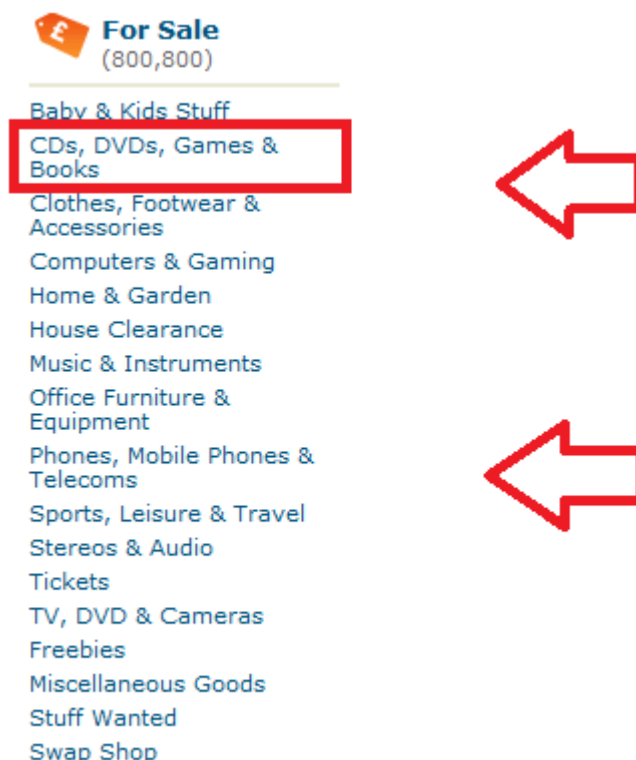 £
For Sale
(800,800)
Baby & Kids Stuff
CDs, DVDs, Games &
Books
Clothes, Footwear &
Accessories
Computers & Gaming
Home & Garden
House Clearance
Music & Instruments
Office Furniture &
Equipment
Phones, Mobile Phones &
Telecoms
Sports, Leisure & Travel
Stereos & Audio
Tickets
TV, DVD & Cameras
Freebies
Miscellaneous Goods
Stuff Wanted
Swap Shop